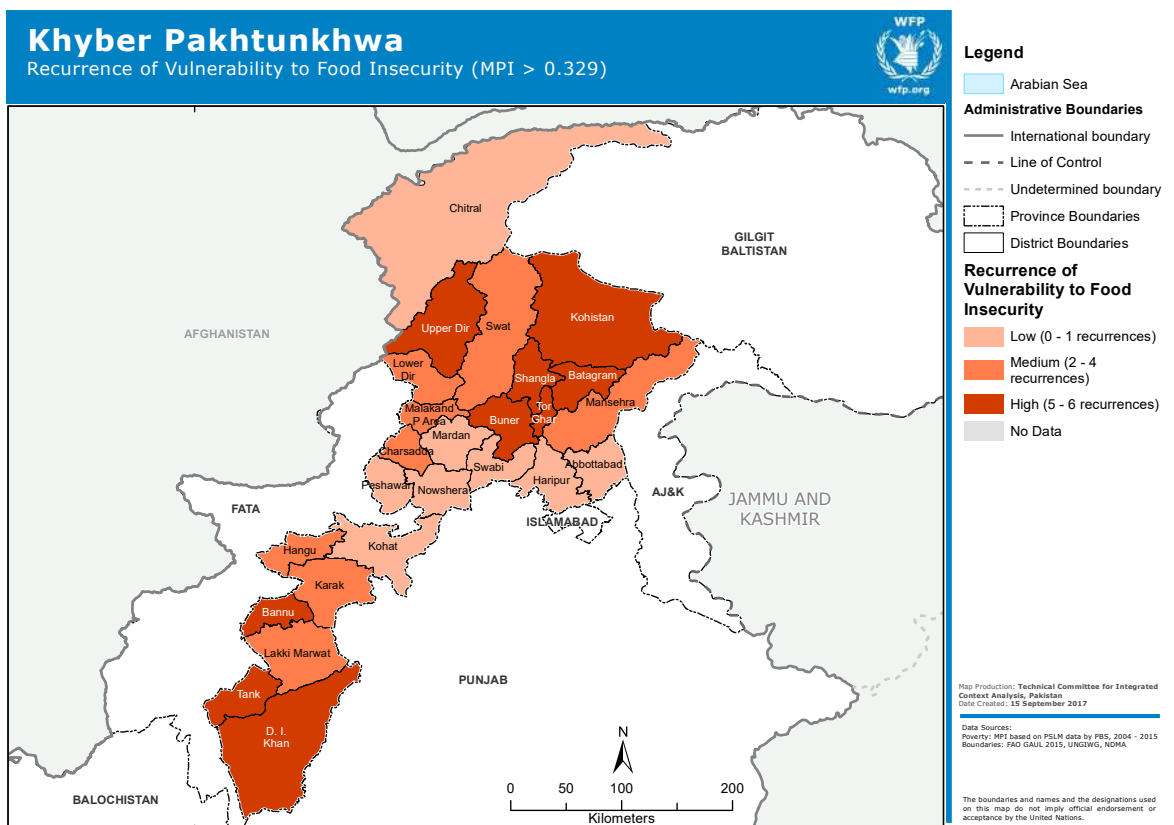 Khyber Pakhtunkhwa
Recurrence of Vulnerability to Food Insecurity (MPI > 0.329)
WFP
wfp.org
Chitral
GILGIT
BALTISTAN
AFGHANISTAN
Upper Dir
Swat
Kohistan
Lower
Dir
Shangla
Batagram
Malakand
P Area
Buner
Tor
Ghar
Mansehra
Mardan
Charsadda
Swabi
Abbottabad
Peshawar
Nowshera
Haripur
AJ&K
JAMMU AND
KASHMIR
FATA
ISLAMABAD
Hangu
Kohat
Karak
Bannu
Lakki Marwat
PUNJAB
Tank
D. I.
Khan
BALOCHISTAN
N
0 50 100 200
Kilometers
Legend
Arabian Sea
Administrative Boundaries
International boundary
Line of Control
Undetermined boundary
Province Boundaries
District Boundaries
Recurrence of
Vulnerability to Food
Insecurity
Low (0 - 1 recurrences)
Medium (2 - 4
recurrences)
High (5 - 6 recurrences)
No Data
Map Production: Technical Committee for Integrated
Context Analysis, Pakistan
Date Created: 15 September 2017
Data Sources:
Poverty: MPI based on PSLM data by PBS, 2004 - 2015
Boundaries: FAO GAUL 2015, UNGIWG, NDMA
The boundaries and names and the designations used
on this map do not imply official endorsement or
acceptance by the United Nations.